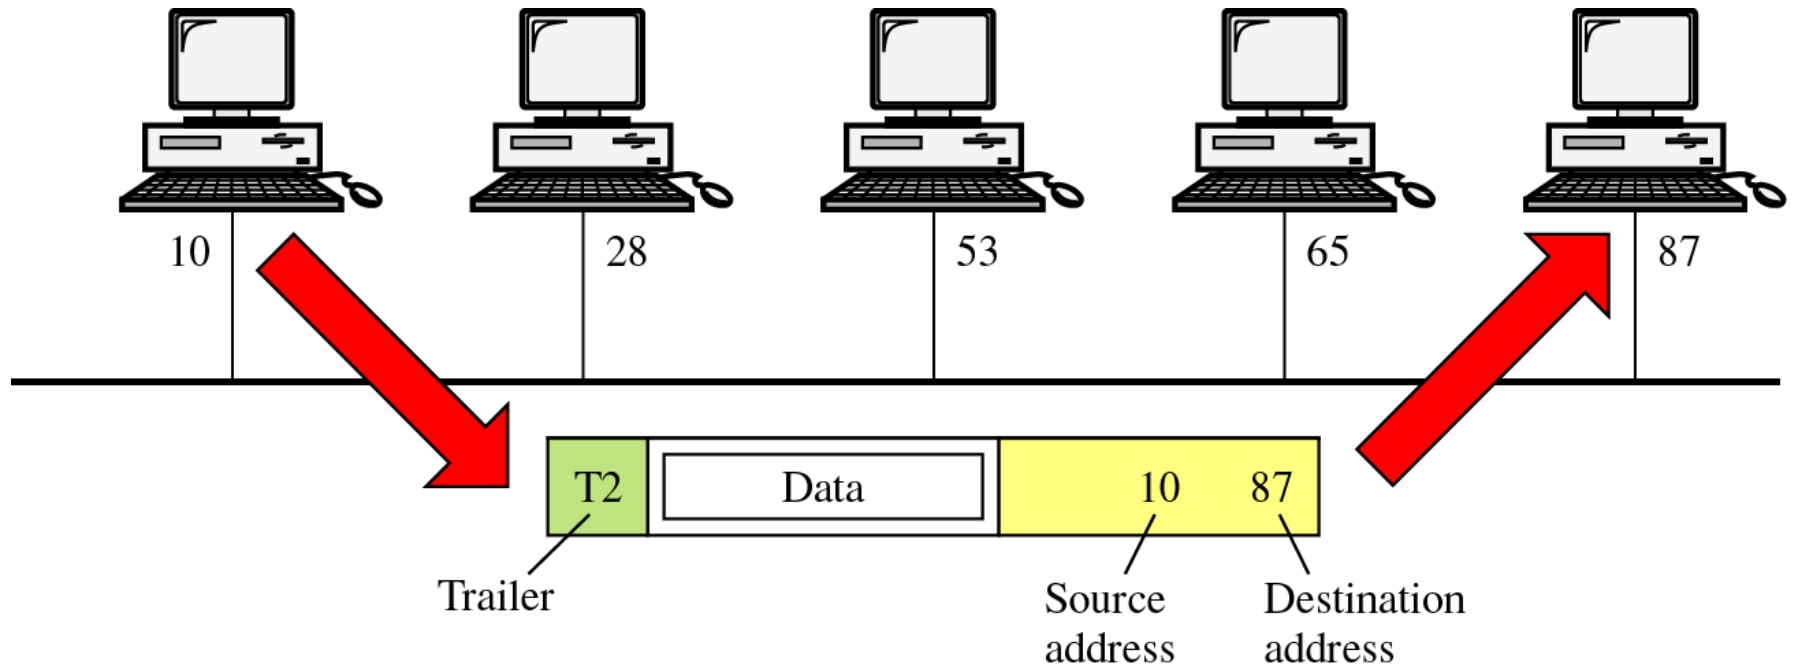 10
28
53
65
87
T2
Data
10
87
Trailer
Source
address
Destination
address